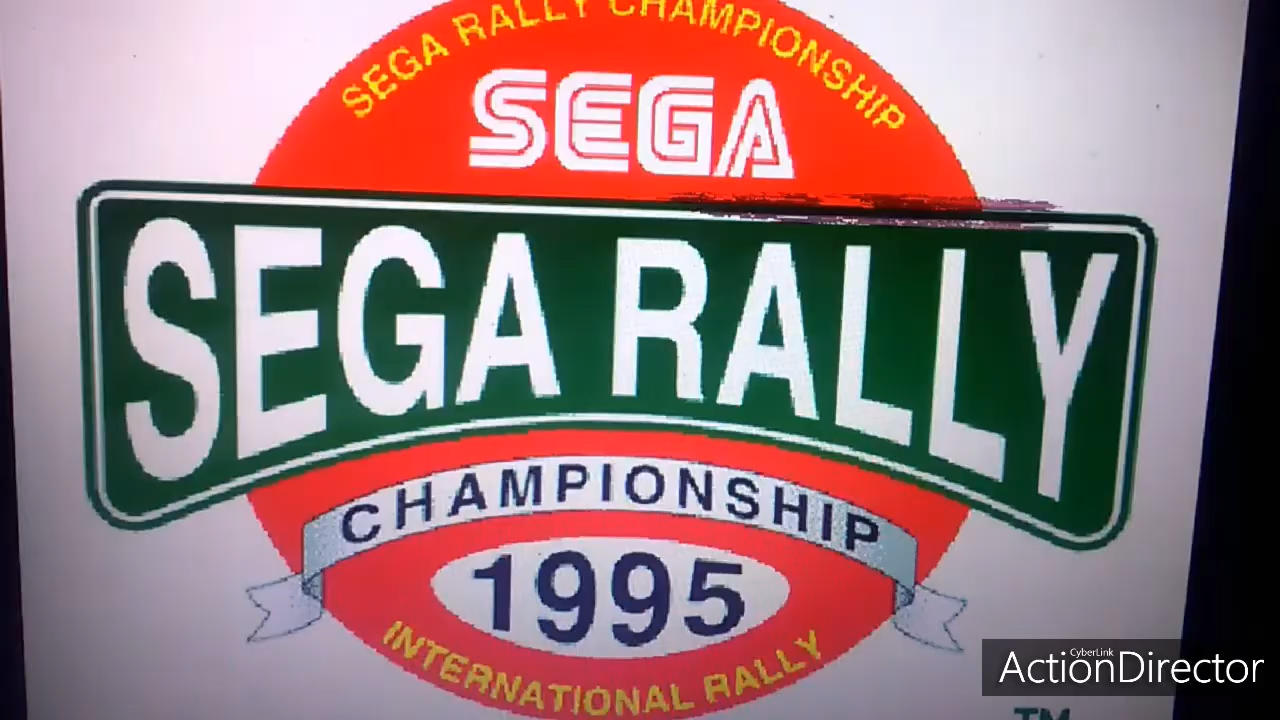 SEGA RALLY CHAMPIONSHIP
SEGA
SEGA RALLY
CHAMPIONSHIP
1995
INTERNATIONAL RALLY
TM
CyberLink
ActionDirector